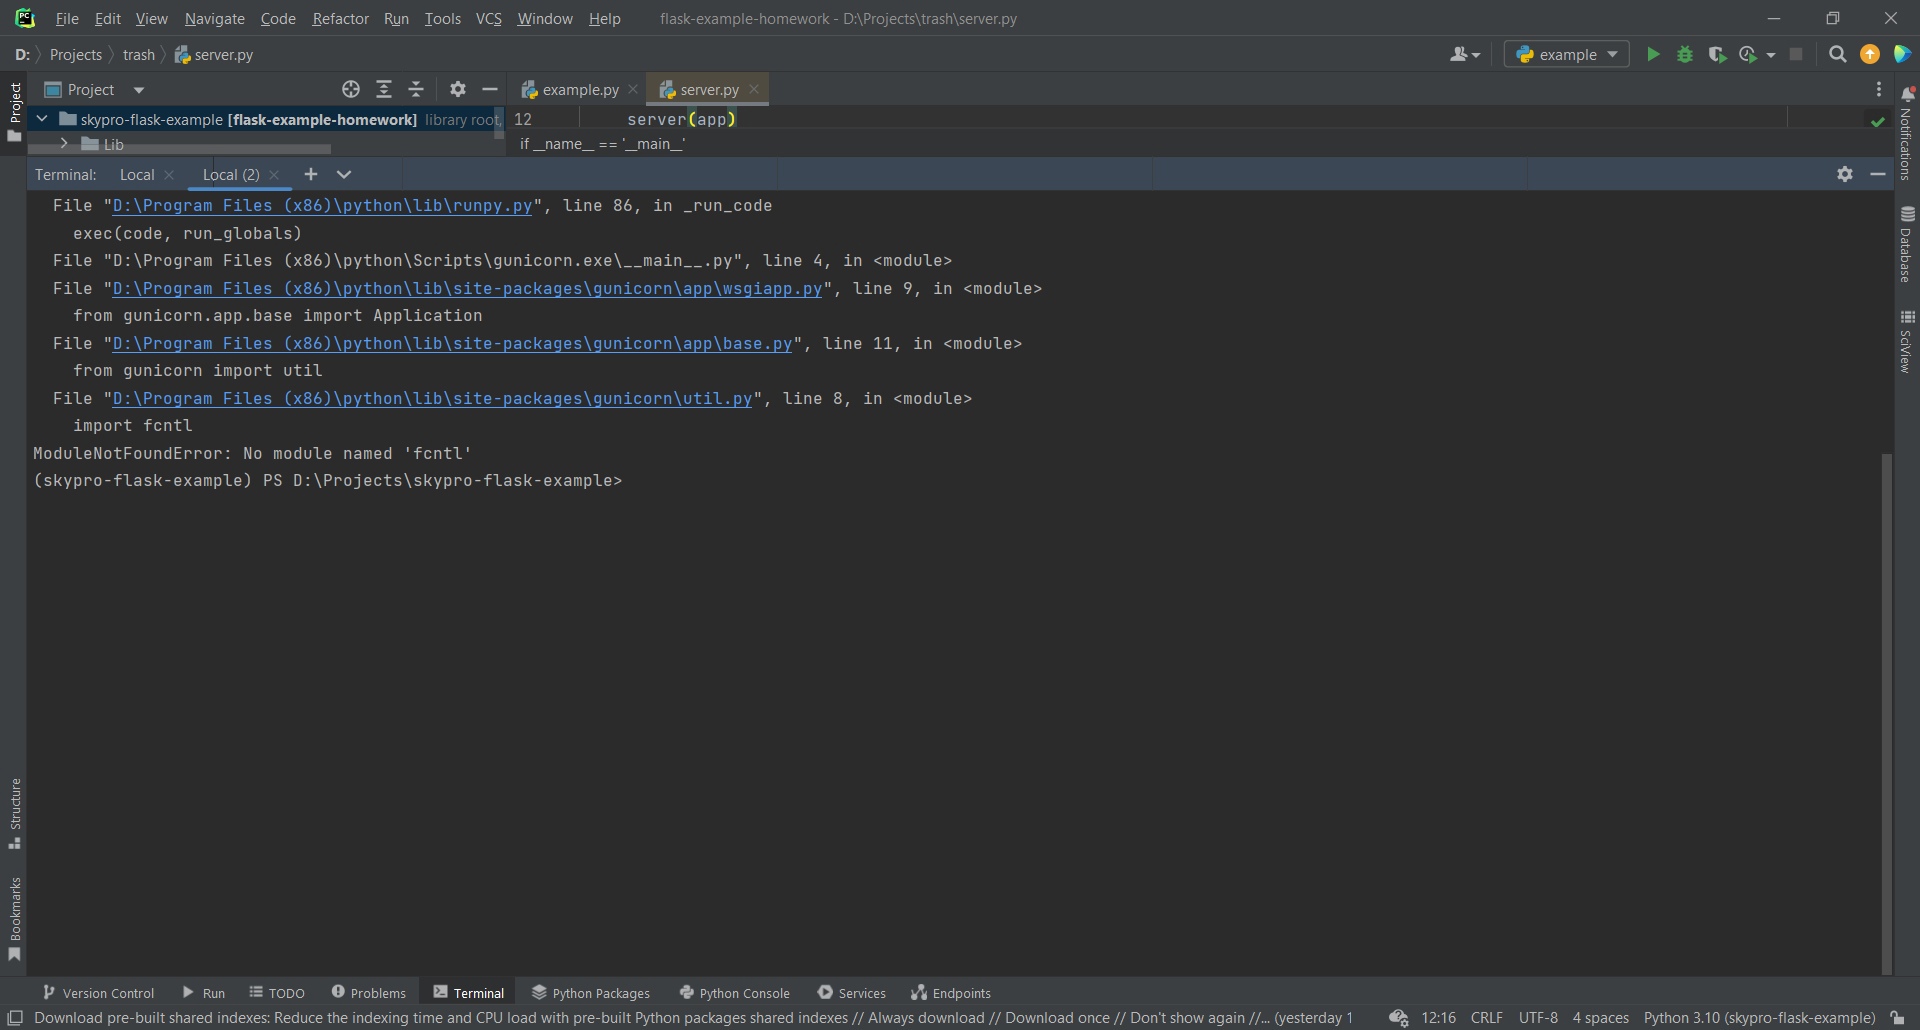 PC File Edit View Navigate Code Refactor Run Tools VCS Window Help flask-example-homework - D:\Projects\trash\server.py
D: Projects trash server.py example
Project
Project example.py server.py
skypro-flask-example [flask-example-homework] library root, 12 server(app)
Lib if __name__ == '__main__'
Terminal: Local Local (2)
File "D:\Program Files (x86)\python\lib\runpy.py", line 86, in _run_code
exec(code, run_globals)
File "D:\Program Files (x86)\python\Scripts\gunicorn.exe\__main__.py", line 4, in <module>
File "D:\Program Files (x86)\python\lib\site-packages\gunicorn\app\wsgiapp.py", line 9, in <module>
from gunicorn.app.base import Application
File "D:\Program Files (x86)\python\lib\site-packages\gunicorn\app\base.py", line 11, in <module>
from gunicorn import util
File "D:\Program Files (x86)\python\lib\site-packages\gunicorn\util.py", line 8, in <module>
import fcntl
ModuleNotFoundError: No module named 'fcntl'
(skypro-flask-example) PS D:\Projects\skypro-flask-example>
Notifications
Database
SciView
Structure
Bookmarks
Version Control Run TODO Problems Terminal Python Packages Python Console Services Endpoints
Download pre-built shared indexes: Reduce the indexing time and CPU load with pre-built Python packages shared indexes // Always download // Download once // Don't show again //... (yesterday 1 12:16 CRLF UTF-8 4 spaces Python 3.10 (skypro-flask-example)